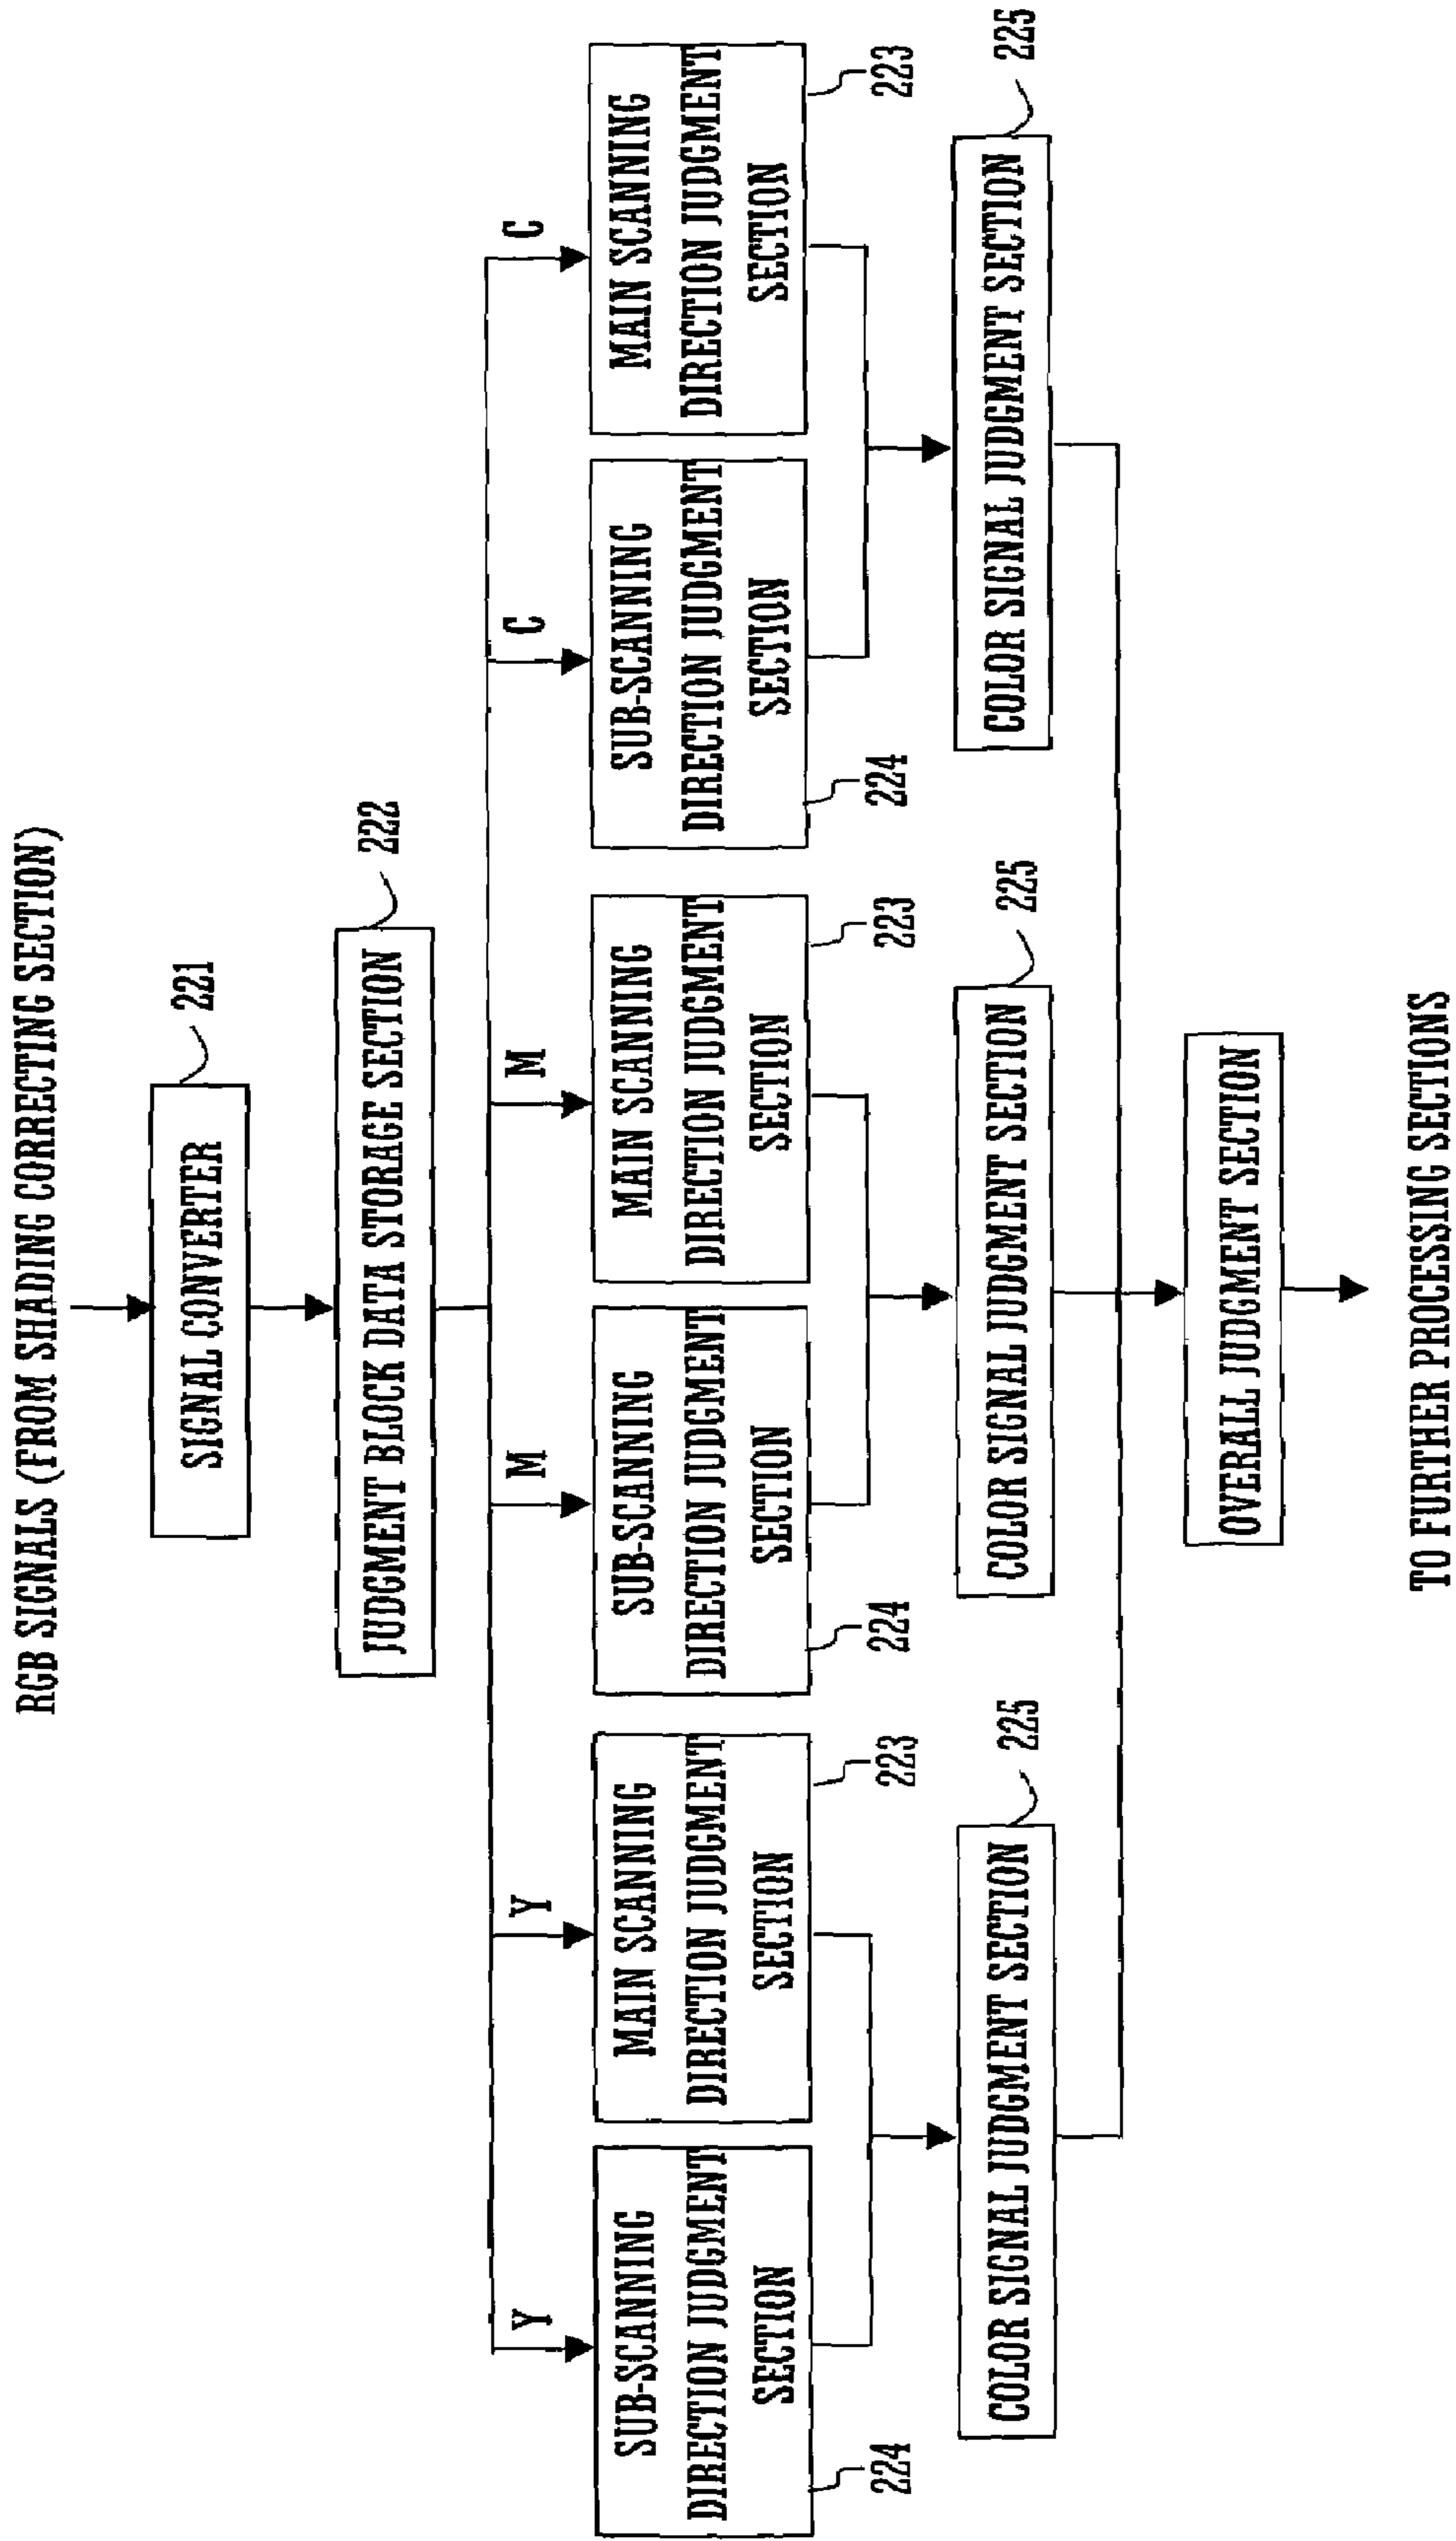 RGB SIGNALS (FROM SHADING CORRECTING SECTION)
221
SIGNAL CONVERTER
222
JUDGMENT BLOCK DATA STORAGE SECTION
Y
Y
M
M
C
C
SUB-SCANNING
DIRECTION JUDGMENT
SECTION
224
MAIN SCANNING
DIRECTION JUDGMENT
SECTION
223
SUB-SCANNING
DIRECTION JUDGMENT
SECTION
224
MAIN SCANNING
DIRECTION JUDGMENT
SECTION
223
SUB-SCANNING
DIRECTION JUDGMENT
SECTION
224
MAIN SCANNING
DIRECTION JUDGMENT
SECTION
223
225
COLOR SIGNAL JUDGMENT SECTION
225
COLOR SIGNAL JUDGMENT SECTION
225
COLOR SIGNAL JUDGMENT SECTION
OVERALL JUDGMENT SECTION
TO FURTHER PROCESSING SECTIONS